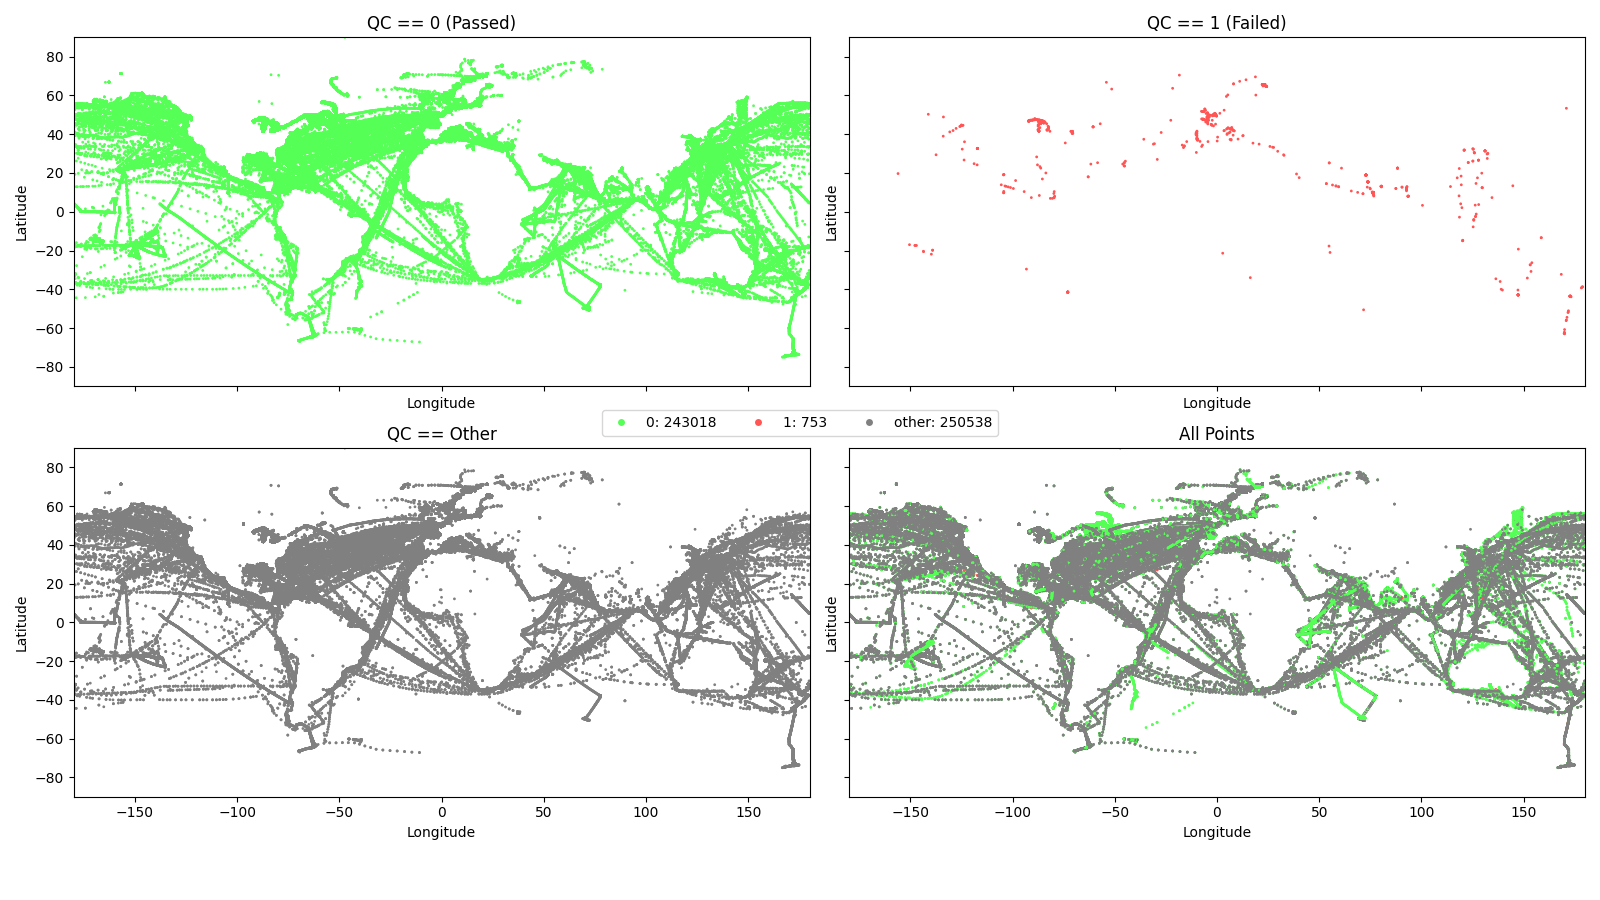 QC == 0 (Passed)
QC == 1 (Failed)
80
60
40
20
0
−20
−40
−60
−80
Latitude
Latitude
Longitude
Longitude
0: 243018 1: 753 other: 250538
QC == Other
All Points
80
60
40
20
0
−20
−40
−60
−80
Latitude
Latitude
−150 −100 −50 0 50 100 150
−150 −100 −50 0 50 100 150
Longitude
Longitude